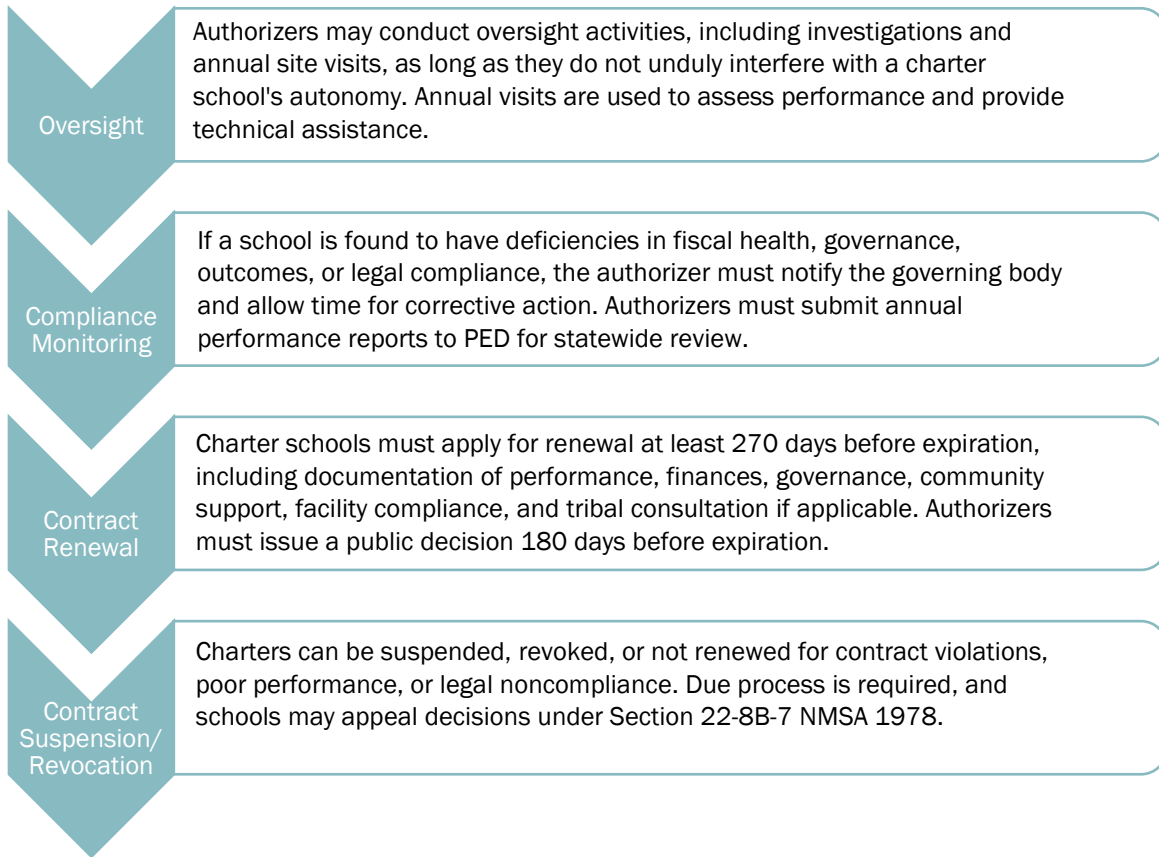 Oversight
Authorizers may conduct oversight activities, including investigations and
annual site visits, as long as they do not unduly interfere with a charter
school's autonomy. Annual visits are used to assess performance and provide
technical assistance.
Compliance
Monitoring
If a school is found to have deficiencies in fiscal health, governance,
outcomes, or legal compliance, the authorizer must notify the governing body
and allow time for corrective action. Authorizers must submit annual
performance reports to PED for statewide review.
Contract
Renewal
Charter schools must apply for renewal at least 270 days before expiration,
including documentation of performance, finances, governance, community
support, facility compliance, and tribal consultation if applicable. Authorizers
must issue a public decision 180 days before expiration.
Contract
Suspension/
Revocation
Charters can be suspended, revoked, or not renewed for contract violations,
poor performance, or legal noncompliance. Due process is required, and
schools may appeal decisions under Section 22-8B-7 NMSA 1978.